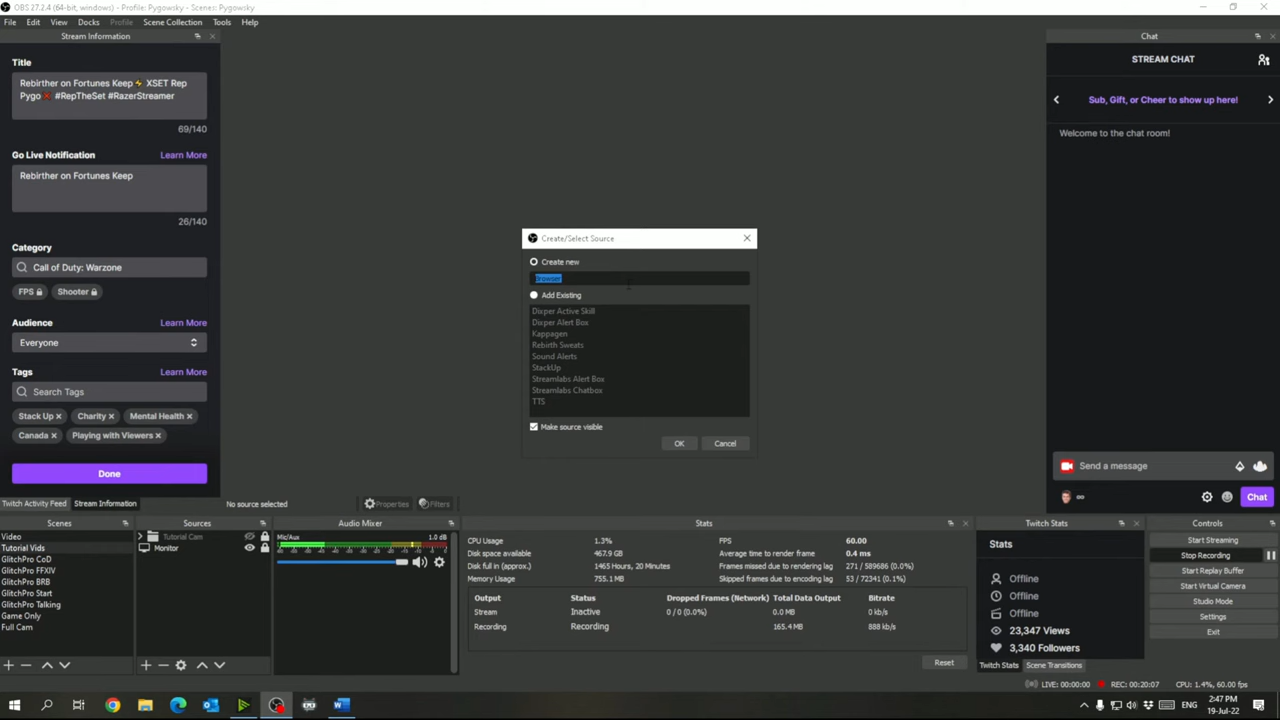 OBS 27.2.4 (64-bit, windows) - Profile: Pygowsky - Scenes: Pygowsky
File Edit View Docks Profile Scene Collection Tools Help
Stream Information
Title
Rebirther on Fortunes Keep ⚡ XSET Rep
Pygo ❌ #RepTheSet #RazerStreamer
69/140
Go Live Notification Learn More
Rebirther on Fortunes Keep
26/140
Category
Call of Duty: Warzone
FPS Shooter
Audience Learn More
Everyone
Tags Learn More
Search Tags
Stack Up Charity Mental Health
Canada Playing with Viewers
Done
Twitch Activity Feed Stream Information
Create/Select Source
Create new
Browser
Add Existing
Dixper Active Skill
Dixper Alert Box
Kappagen
Rebirth Sweats
Sound Alerts
StackUp
Streamlabs Alert Box
Streamlabs Chatbox
TTS
Make source visible
OK Cancel
Chat
STREAM CHAT
Sub, Gift, or Cheer to show up here!
Welcome to the chat room!
Send a message
Chat
No source selected Properties Filters
Scenes
Video
Tutorial Vids
GlitchPro CoD
GlitchPro FFXIV
GlitchPro BRB
GlitchPro Start
GlitchPro Talking
Game Only
Full Cam
Sources
Tutorial Cam
Monitor
Audio Mixer
Mic/Aux 1.0 dB
Stats
CPU Usage 1.3%
Disk space available 467.9 GB
Disk full in (approx.) 1465 Hours, 20 Minutes
Memory Usage 755.1 MB
FPS 60.00
Average time to render frame 0.4 ms
Frames missed due to rendering lag 271 / 589686 (0.0%)
Skipped frames due to encoding lag 53 / 72341 (0.1%)
Output Status Dropped Frames (Network) Total Data Output Bitrate
Stream Inactive 0 / 0 (0.0%) 0.0 MB 0 kb/s
Recording Recording 165.4 MB 888 kb/s
Reset
Twitch Stats
Stats
Offline
Offline
Offline
23,347 Views
3,340 Followers
Twitch Stats Scene Transitions
Controls
Start Streaming
Stop Recording
Start Replay Buffer
Start Virtual Camera
Studio Mode
Settings
Exit
LIVE: 00:00:00 REC: 00:20:07 CPU: 1.4%, 60.00 fps
ENG 2:47 PM
19-Jul-22